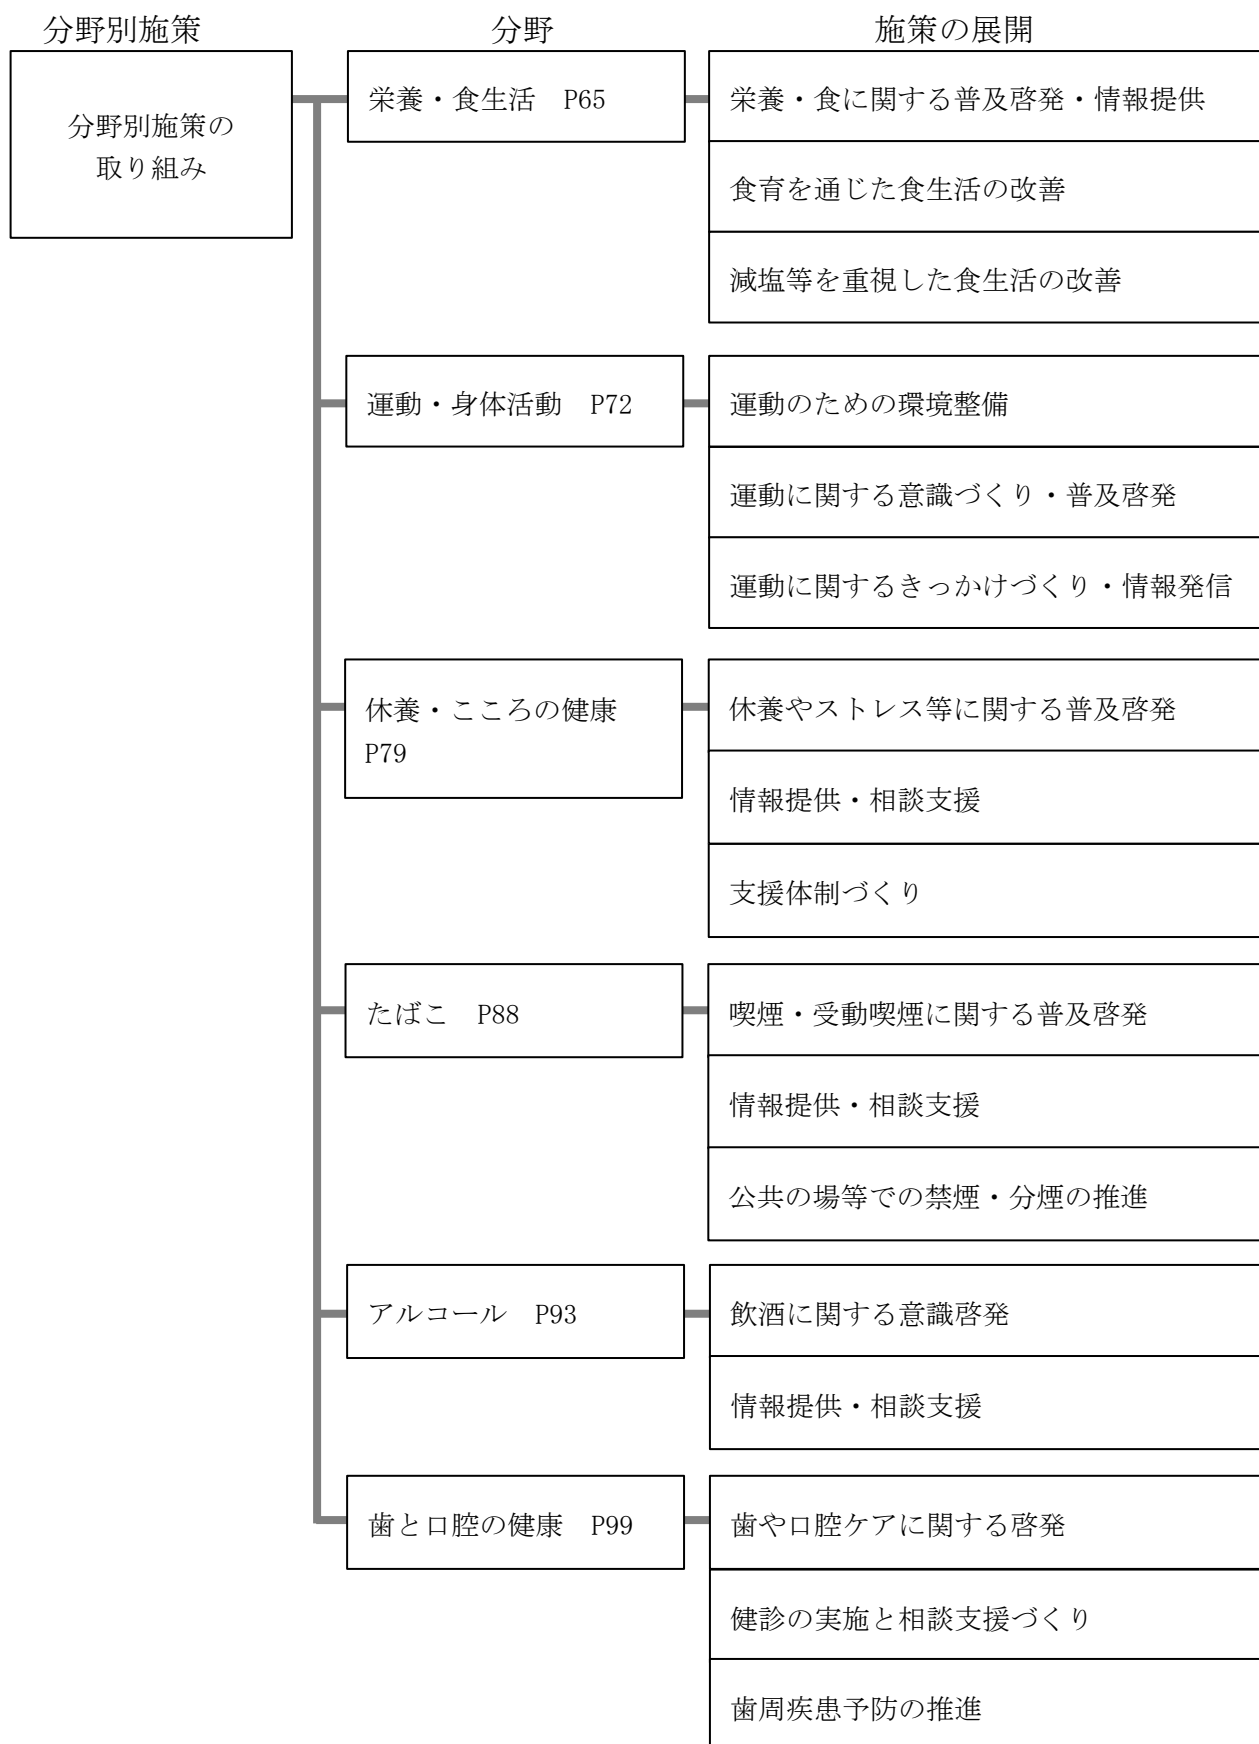 分野別施策　分野　施策の展開
分野別施策の
取り組み
栄養・食生活　P65
栄養・食に関する普及啓発・情報提供
食育を通じた食生活の改善
減塩等を重視した食生活の改善
運動・身体活動　P72
運動のための環境整備
運動に関する意識づくり・普及啓発
運動に関するきっかけづくり・情報発信
休養・こころの健康
P79
休養やストレス等に関する普及啓発
情報提供・相談支援
支援体制づくり
たばこ　P88
喫煙・受動喫煙に関する普及啓発
情報提供・相談支援
公共の場等での禁煙・分煙の推進
アルコール　P93
飲酒に関する意識啓発
情報提供・相談支援
歯と口腔の健康　P99
歯や口腔ケアに関する啓発
健診の実施と相談支援づくり
歯周疾患予防の推進